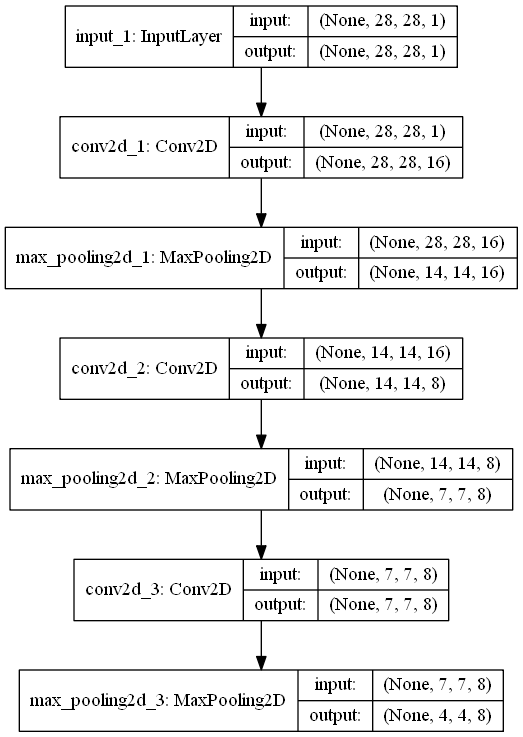 input_1: InputLayer
input: (None, 28, 28, 1)
output: (None, 28, 28, 1)
conv2d_1: Conv2D
input: (None, 28, 28, 1)
output: (None, 28, 28, 16)
max_pooling2d_1: MaxPooling2D
input: (None, 28, 28, 16)
output: (None, 14, 14, 16)
conv2d_2: Conv2D
input: (None, 14, 14, 16)
output: (None, 14, 14, 8)
max_pooling2d_2: MaxPooling2D
input: (None, 14, 14, 8)
output: (None, 7, 7, 8)
conv2d_3: Conv2D
input: (None, 7, 7, 8)
output: (None, 7, 7, 8)
max_pooling2d_3: MaxPooling2D
input: (None, 7, 7, 8)
output: (None, 4, 4, 8)